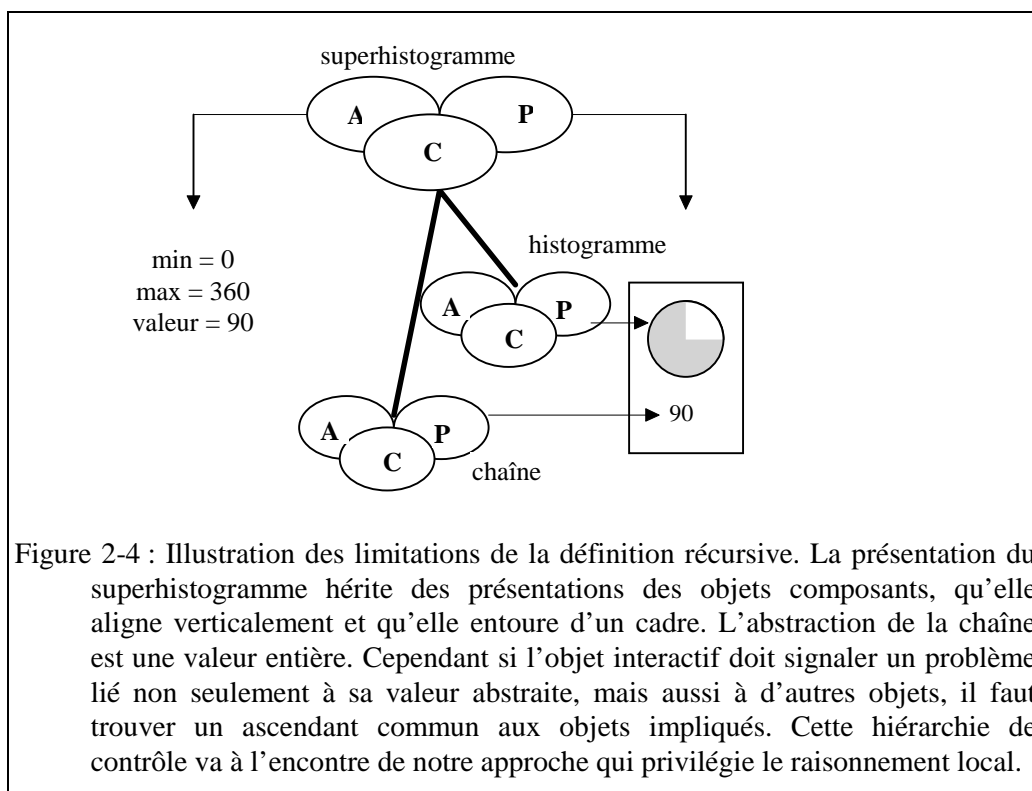 superhistogramme
A
P
C
min = 0
max = 360
valeur = 90
histogramme
A
P
C
90
A
P
C
chaîne
Figure 2-4 : Illustration des limitations de la définition récursive. La présentation du
superhistogramme hérite des présentations des objets composants, qu’elle
aligne verticalement et qu’elle entoure d’un cadre. L’abstraction de la chaîne
est une valeur entière. Cependant si l’objet interactif doit signaler un problème
lié non seulement à sa valeur abstraite, mais aussi à d’autres objets, il faut
trouver un ascendant commun aux objets impliqués. Cette hiérarchie de
contrôle va à l’encontre de notre approche qui privilégie le raisonnement local.